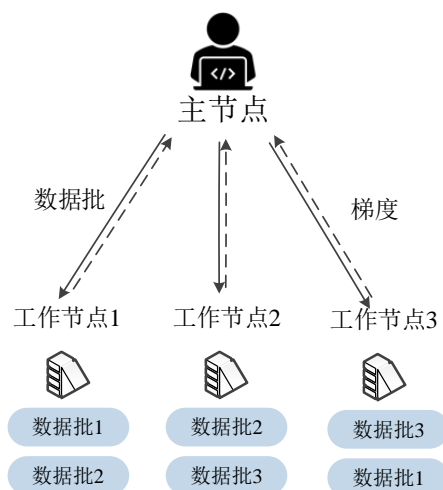 </>
主节点
数据批
梯度
工作节点1
工作节点2
工作节点3
数据批1
数据批2
数据批3
数据批2
数据批3
数据批1